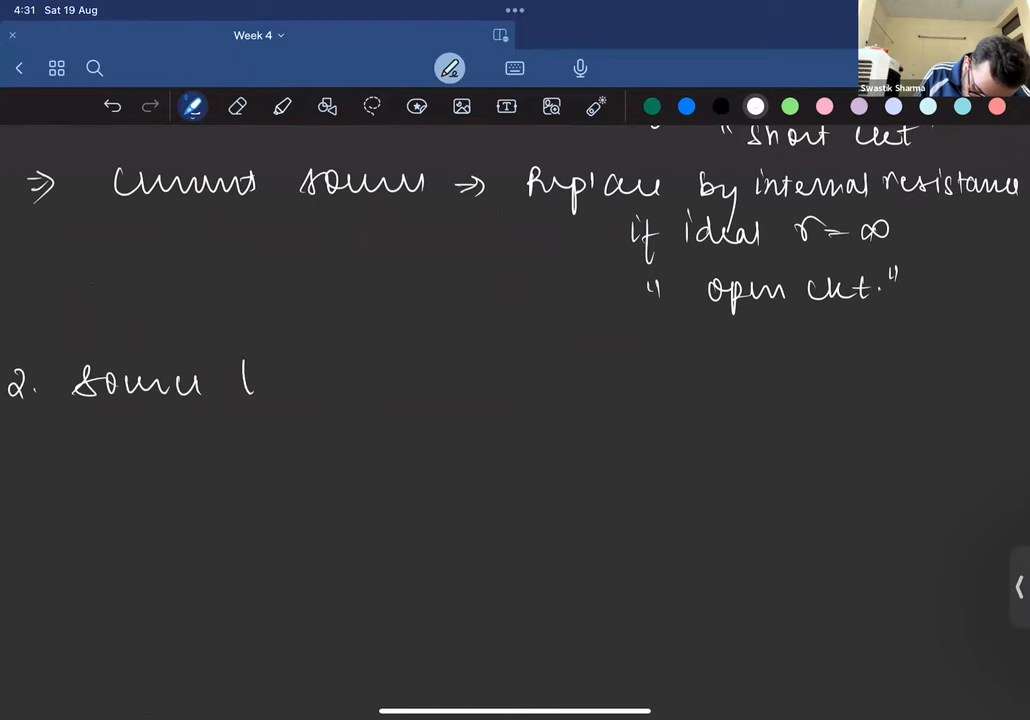 4:31 Sat 19 Aug
Week 4
Swastik Sharma
"Short ckt"
⇒ Current source ⇒ Replace by internal resistance
if ideal r = ∞
" open ckt."
2. Source